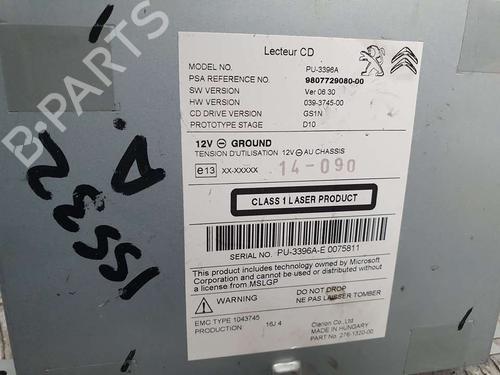 Lecteur CD
MODEL NO. PU-3396A
PSA REFERENCE NO. 9807729080-00
SW VERSION Ver 06.30
HW VERSION 039-3745-00
CD DRIVE VERSION GS1N
PROTOTYPE STAGE D10
12V ⊖ GROUND
TENSION D'UTILISATION 12V ⊖ AU CHASSIS
e13 XX-XXXXX 14-090
CLASS 1 LASER PRODUCT
SERIAL NO. PU-3396A-E 0075811
This product includes technology owned by Microsoft
Corporation and cannot be used or distributed without
a license from MSLGP
WARNING
DO NOT DROP
NE PAS LAISSER TOMBER
EMC TYPE 1043745
PRODUCTION 16J 4
Clarion Co.,Ltd.
MADE IN HUNGARY
PART No. 276-1320-00
B-PARTS
D
15532